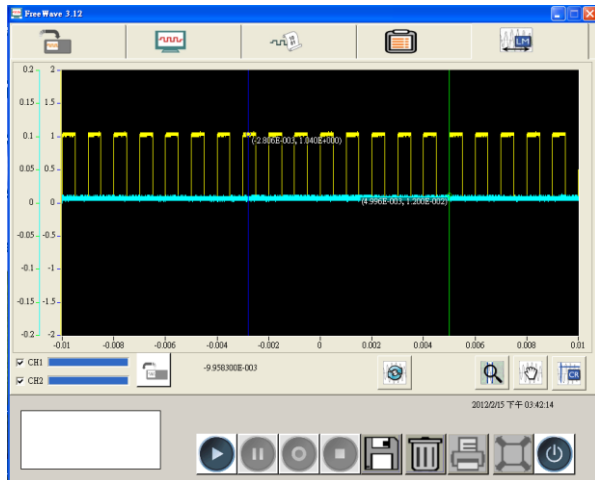 FreeWave 3.12
LM
0.2 2
0.15 1.5
0.1 1
(-2.806E-003, 1.040E+000)
0.05 0.5
(4.996E-003, 1.200E-002)
0 0
-0.05 -0.5
-0.1 -1
-0.15 -1.5
-0.2 -2
-0.01 -0.008 -0.006 -0.004 -0.002 0 0.002 0.004 0.006 0.008 0.01
CH1
-9.958300E-003
CR
CH2
2012/2/15 下午 03:42:14